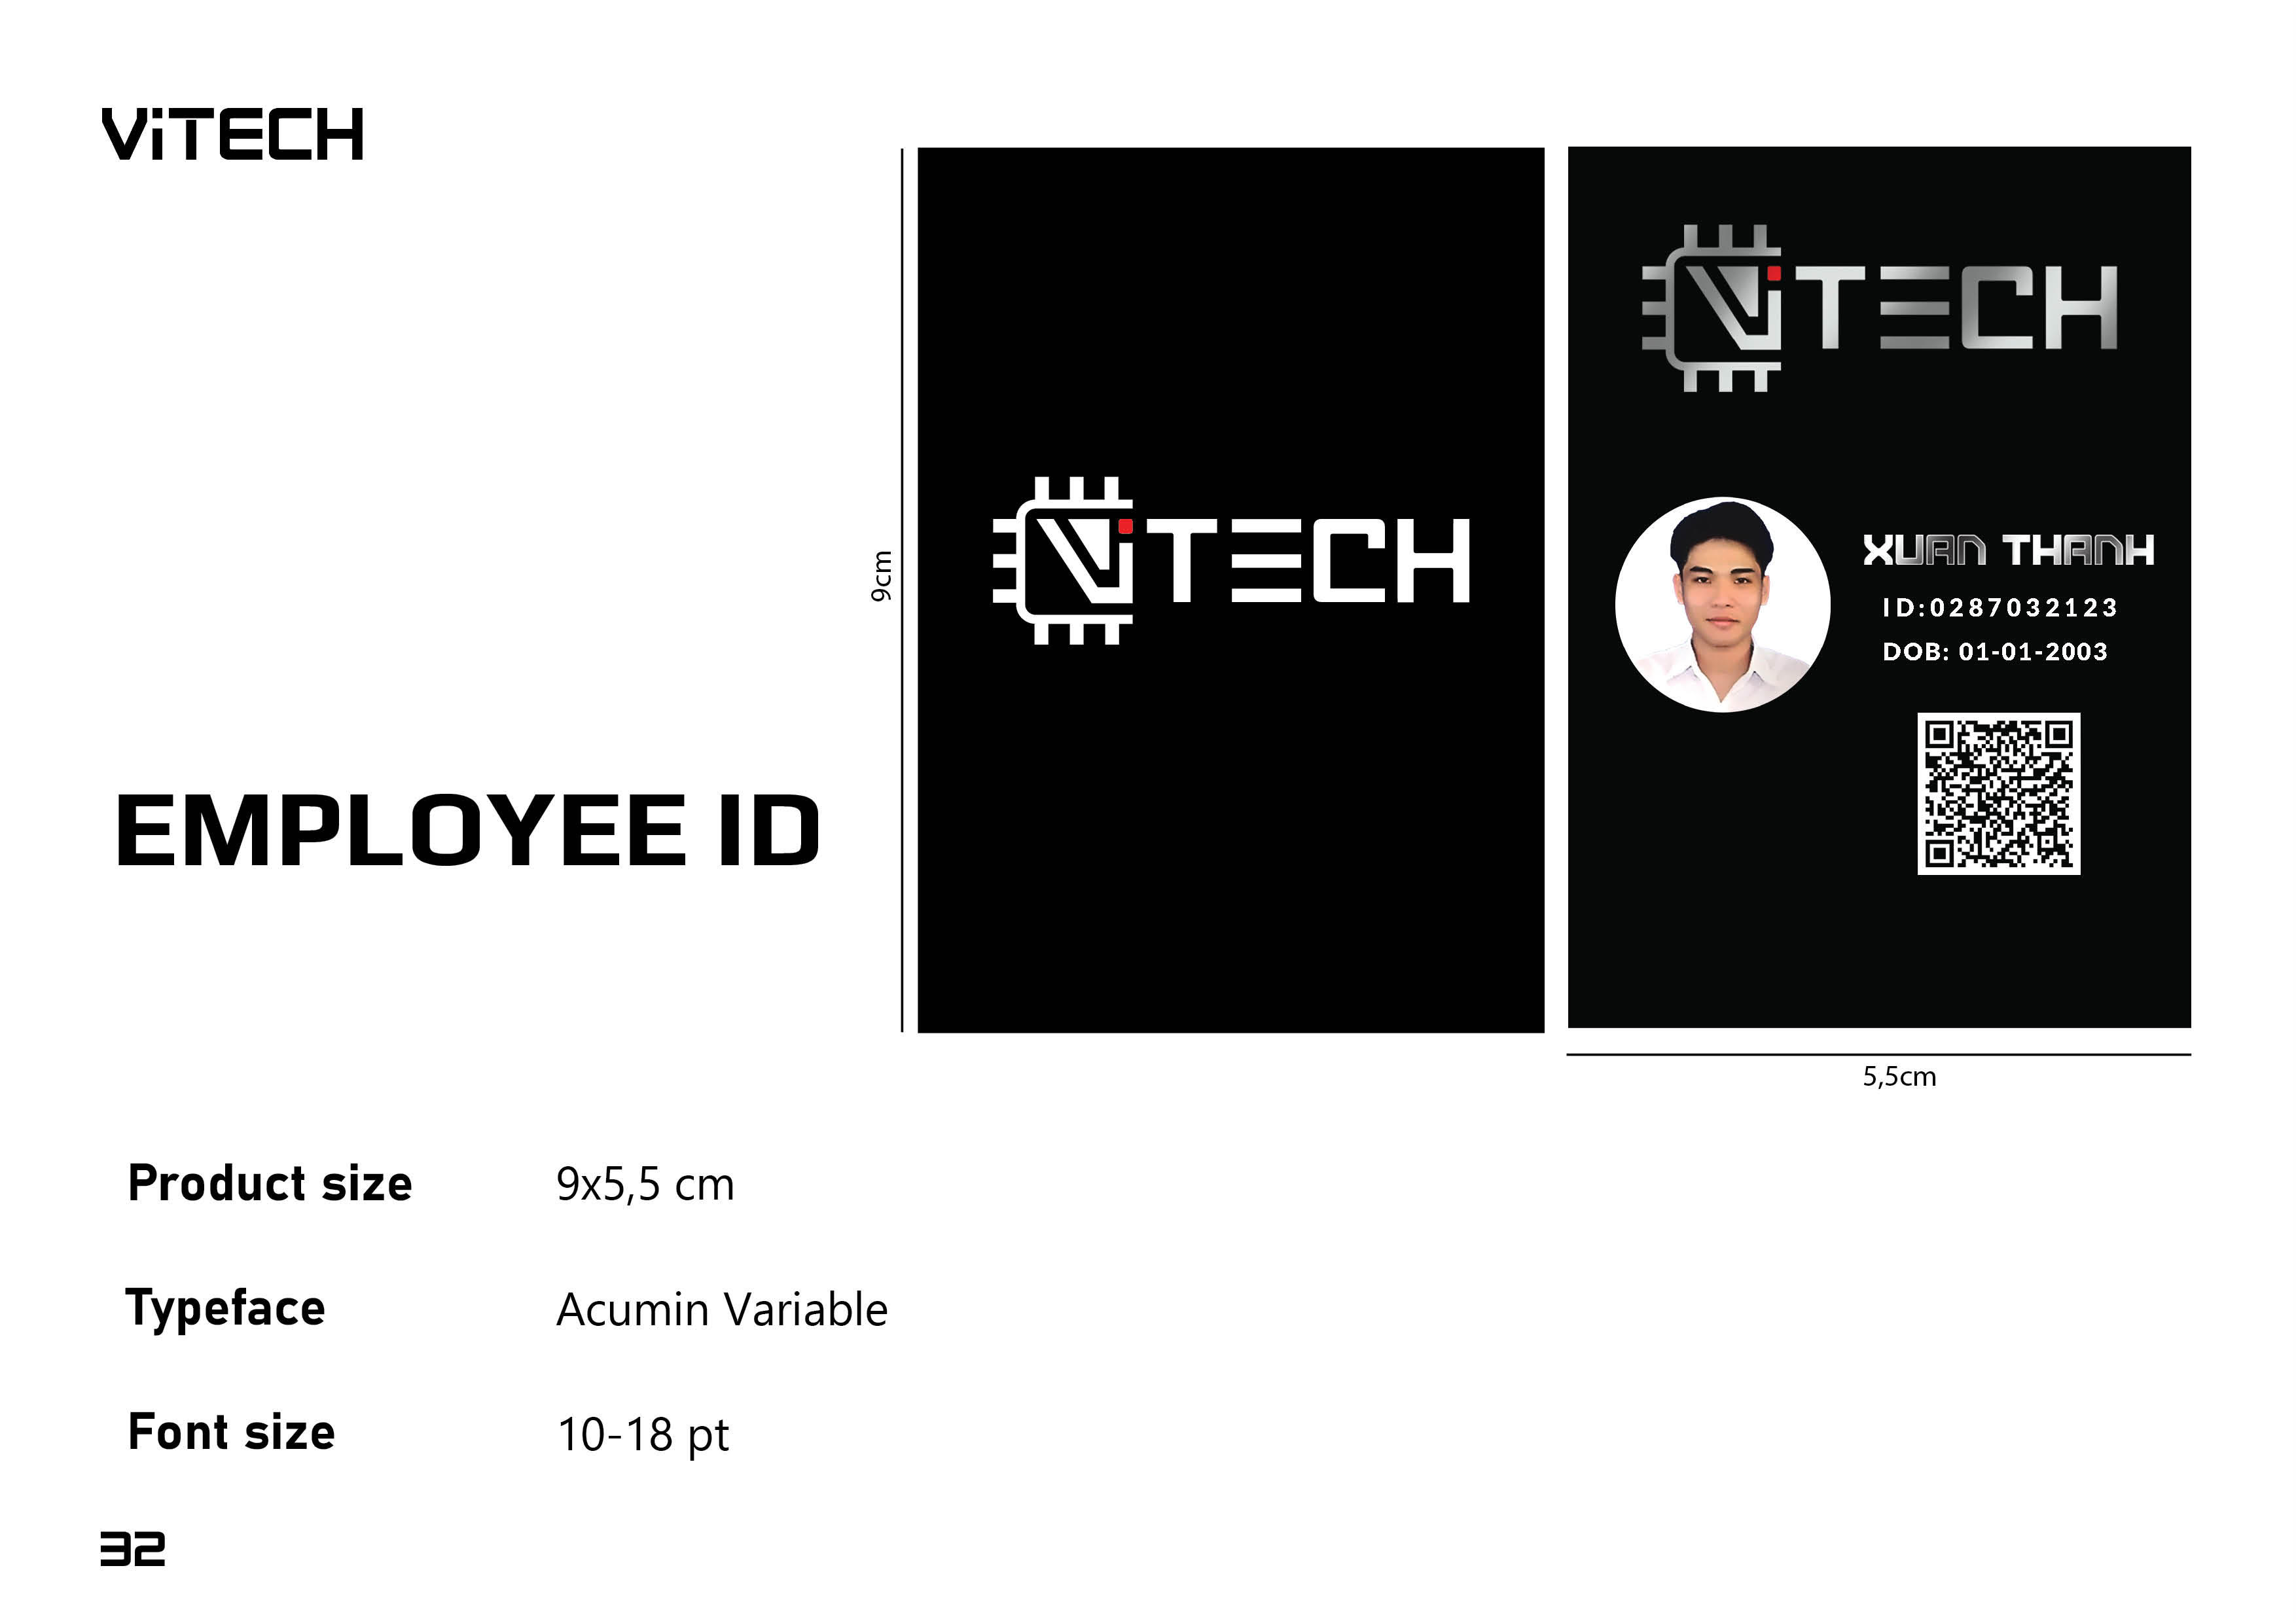 ViTECH
ViTECH
ViTECH
9cm
XUAN THANH
ID:0287032123
DOB: 01-01-2003
EMPLOYEE ID
5,5cm
Product size 9x5,5 cm
Typeface Acumin Variable
Font size 10-18 pt
32